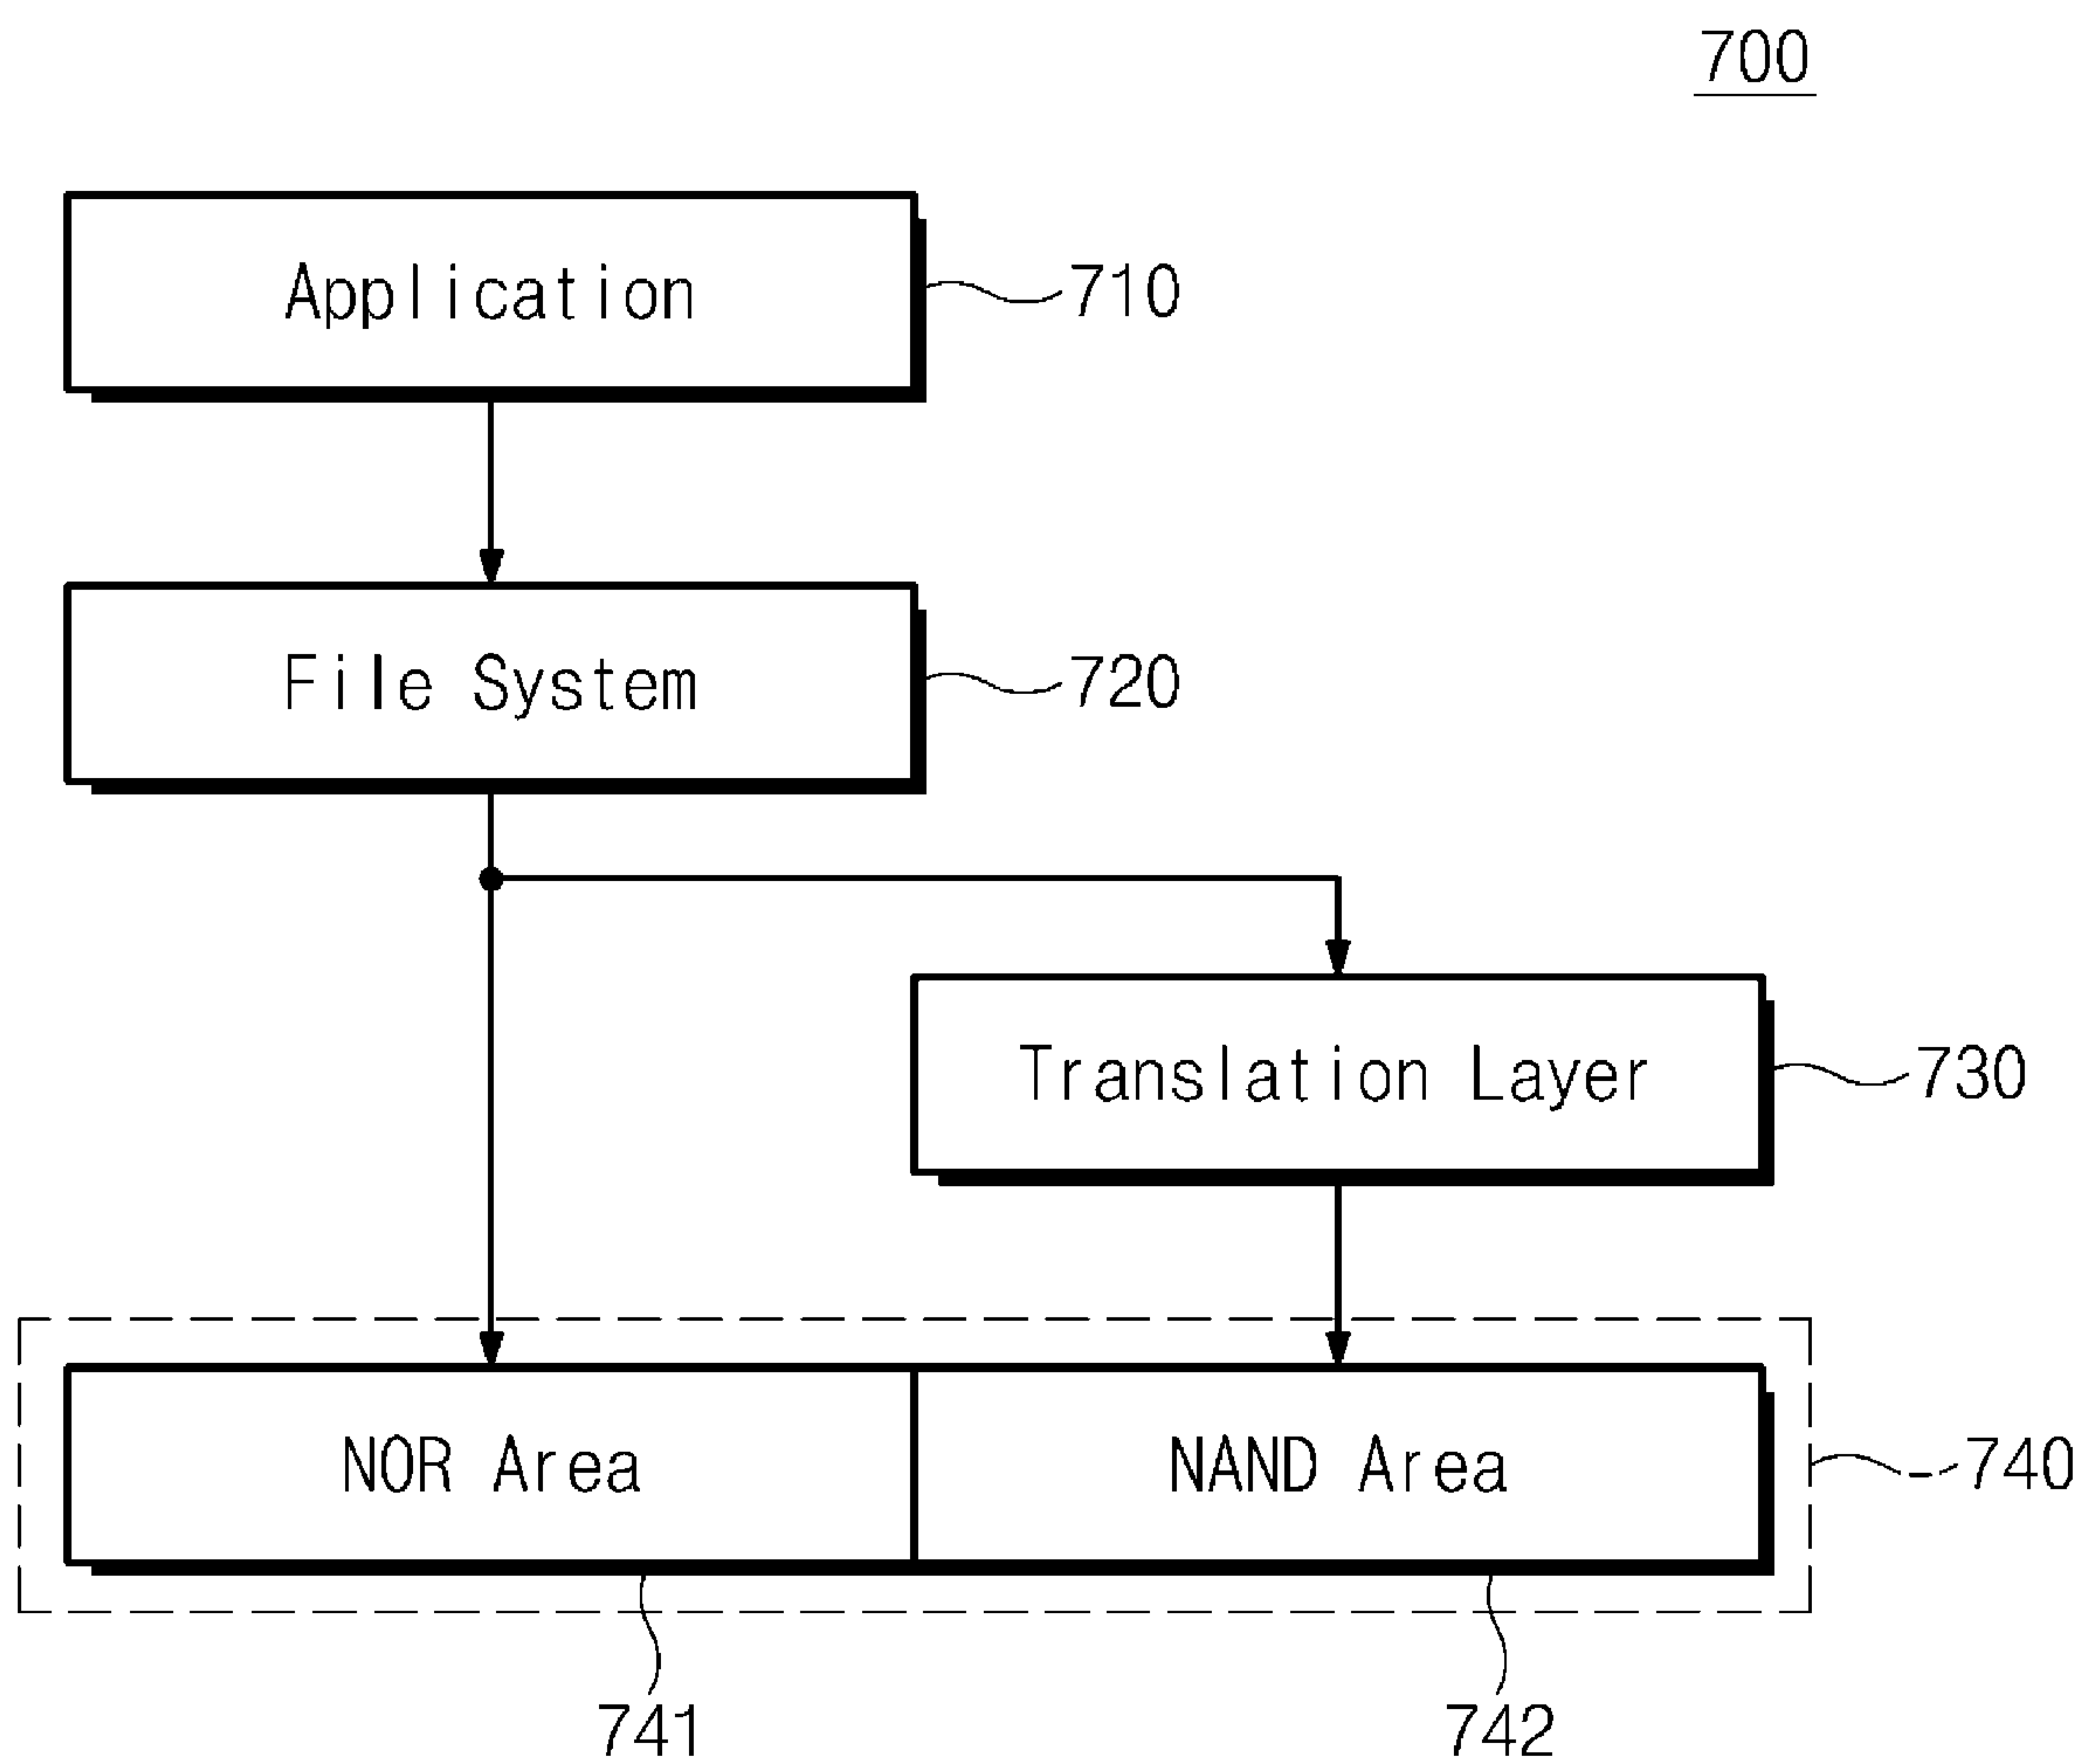 700
Application 710
File System 720
Translation Layer 730
NOR Area NAND Area 740
741 742